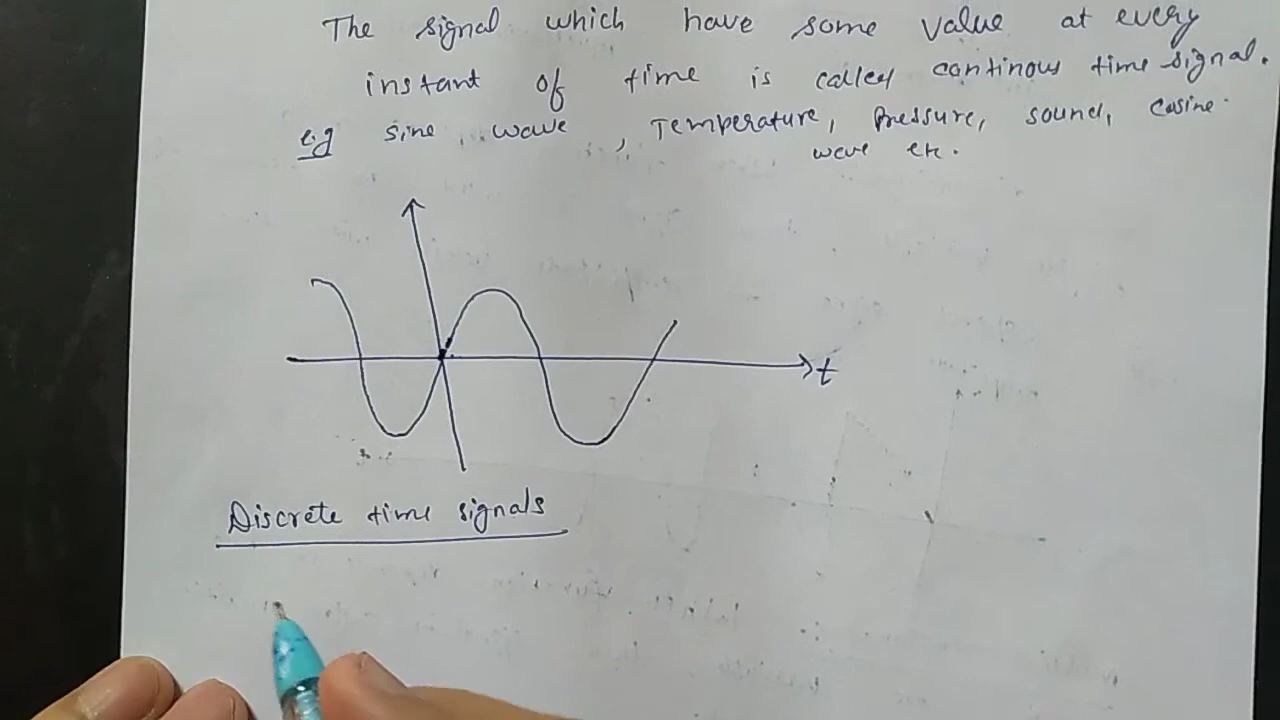 The signal which have some value at every
instant of time is called continous time signal.
e.g sine, wave, Temperature, Pressure, sound, Cosine
wave etc.
t
Discrete time signals